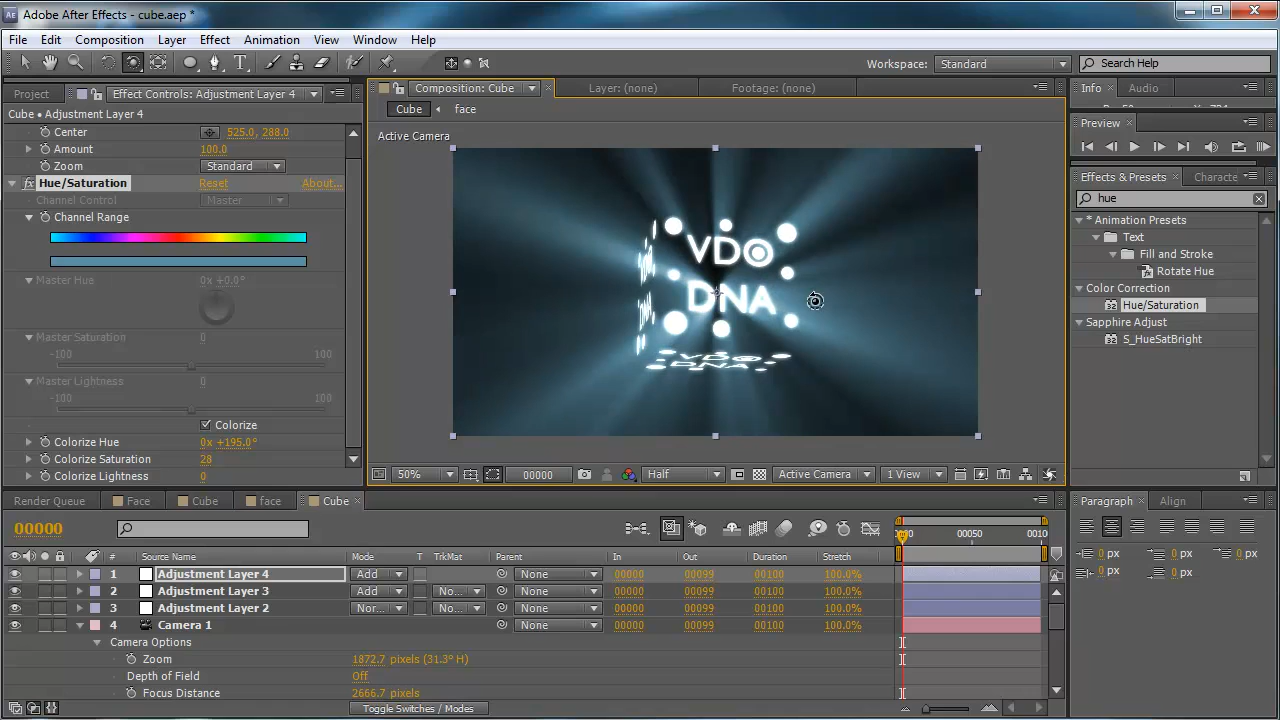 Adobe After Effects - cube.aep *
File Edit Composition Layer Effect Animation View Window Help
Workspace: Standard Search Help
Project Effect Controls: Adjustment Layer 4 Composition: Cube Layer: (none) Footage: (none) Info Audio
Cube • Adjustment Layer 4 Cube face
Center 525.0, 288.0 Active Camera Preview
Amount 100.0
Zoom Standard
Hue/Saturation Reset About... Effects & Presets Characte
Channel Control Master hue
Channel Range * Animation Presets
Text
Fill and Stroke
Master Hue 0x +0.0° Rotate Hue
VDO Color Correction
DNA Hue/Saturation
Master Saturation 0 Sapphire Adjust
-100 100 S_HueSatBright
Master Lightness 0
-100 100
VDO
DNA
Colorize
Colorize Hue 0x +195.0°
Colorize Saturation 28
Colorize Lightness 0 50% 00000 Half Active Camera 1 View
Render Queue Face Cube face Cube Paragraph Align
00000 00050 0010
# Source Name Mode T TrkMat Parent In Out Duration Stretch 0 px 0 px 0 px
1 Adjustment Layer 4 Add None 00000 00099 00100 100.0% 0 px 0 px
2 Adjustment Layer 3 Add No... None 00000 00099 00100 100.0%
3 Adjustment Layer 2 Nor... No... None 00000 00099 00100 100.0%
4 Camera 1 None 00000 00099 00100 100.0%
Camera Options
Zoom 1872.7 pixels (31.3° H)
Depth of Field Off
Focus Distance 2666.7 pixels
Toggle Switches / Modes